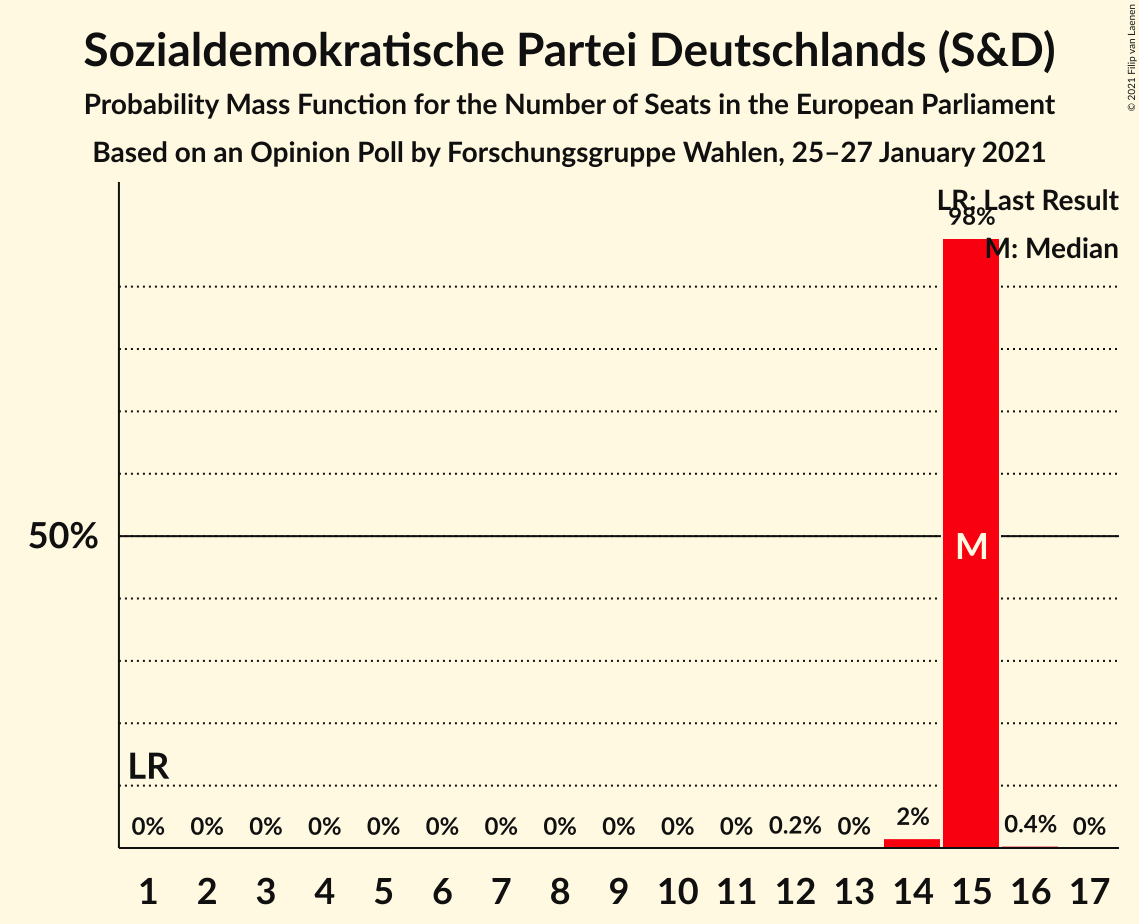 Sozialdemokratische Partei Deutschlands (S&D)
Probability Mass Function for the Number of Seats in the European Parliament
Based on an Opinion Poll by Forschungsgruppe Wahlen, 25–27 January 2021
© 2021 Filip van Laenen
LR: Last Result
98%
M: Median
50%
M
LR
0% 0% 0% 0% 0% 0% 0% 0% 0% 0% 0% 0.2% 0% 2% 0.4% 0%
1 2 3 4 5 6 7 8 9 10 11 12 13 14 15 16 17